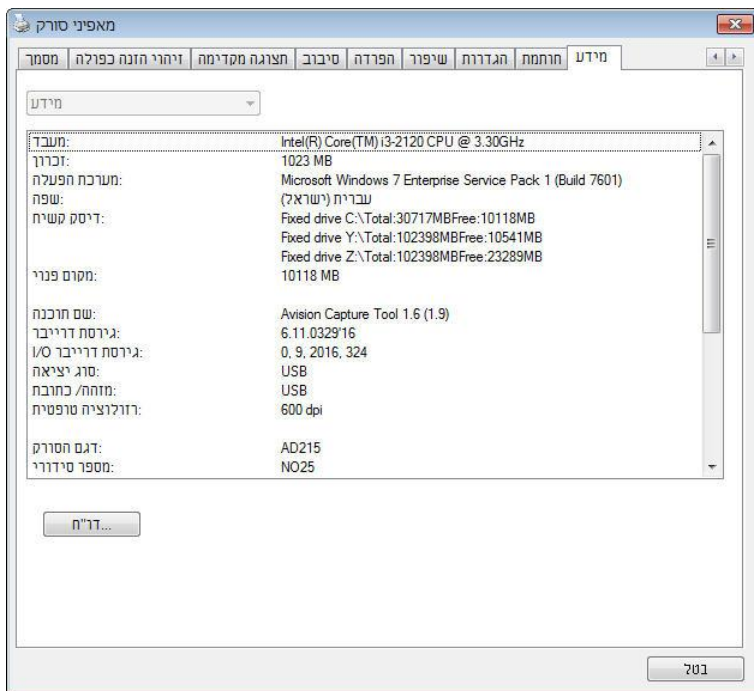 מאפיני סורק
מסמך זיהוי הזנה כפולה תצוגה מקדימה סיבוב הפרדה שיפור הגדרות חותמת מידע
מידע
מעבד: Intel(R) Core(TM) i3-2120 CPU @ 3.30GHz
זכרון: 1023 MB
מערכת הפעלה: Microsoft Windows 7 Enterprise Service Pack 1 (Build 7601)
שפה: עברית (ישראל)
דיסק קשיח: Fixed drive C:\Total:30717MBFree:10118MB
Fixed drive Y:\Total:102398MBFree:10541MB
Fixed drive Z:\Total:102398MBFree:23289MB
מקום פנוי: 10118 MB
שם תוכנה: Avision Capture Tool 1.6 (1.9)
גירסת דרייבר: 6.11.0329'16
גירסת דרייבר I/O: 0, 9, 2016, 324
סוג יציאה: USB
מזהה/ כתובת: USB
רזולוציה טופטית: 600 dpi
דגם הסורק: AD215
מספר סידורי: NO25
דו"ח...
בטל